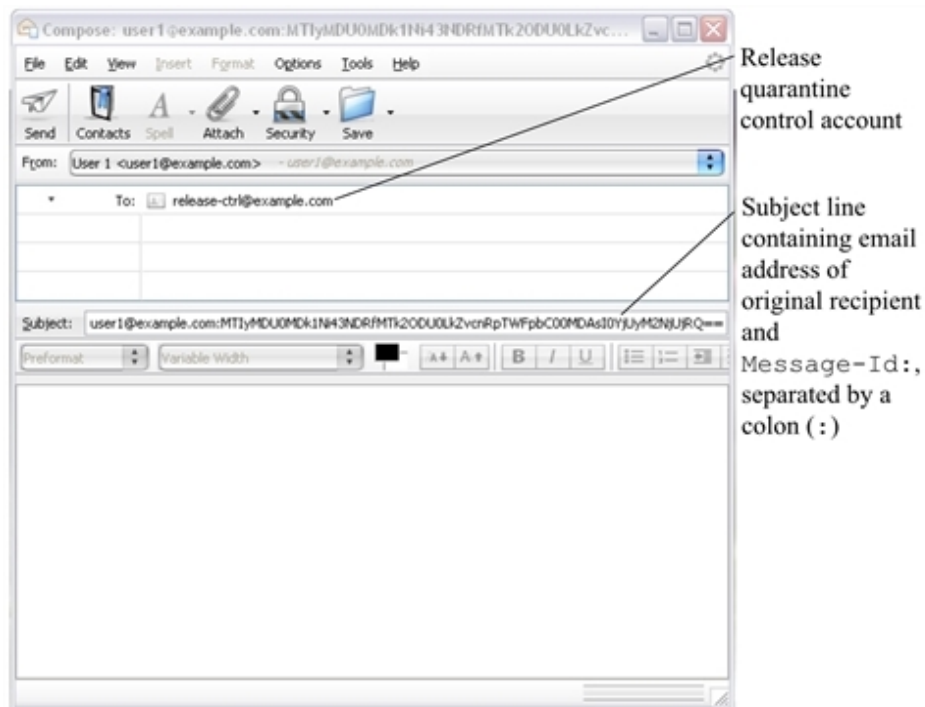 Compose: user1@example.com:MTIyMDU0MDk1Ni43NDRfMTk2ODU0LkZvc...
File Edit View Insert Format Options Tools Help
Send Contacts Spell Attach Security Save
From: User 1 <user1@example.com> - user1@example.com
To: release-ctrl@example.com
Subject: user1@example.com:MTIyMDU0MDk1Ni43NDRfMTk2ODU0LkZvcnRpTWFpbC00MDAsI0YjUyM2NjUjRQ==
Preformat Variable Width A A B I U
Release
quarantine
control account
Subject line
containing email
address of
original recipient
and
Message-Id:,
separated by a
colon (:)